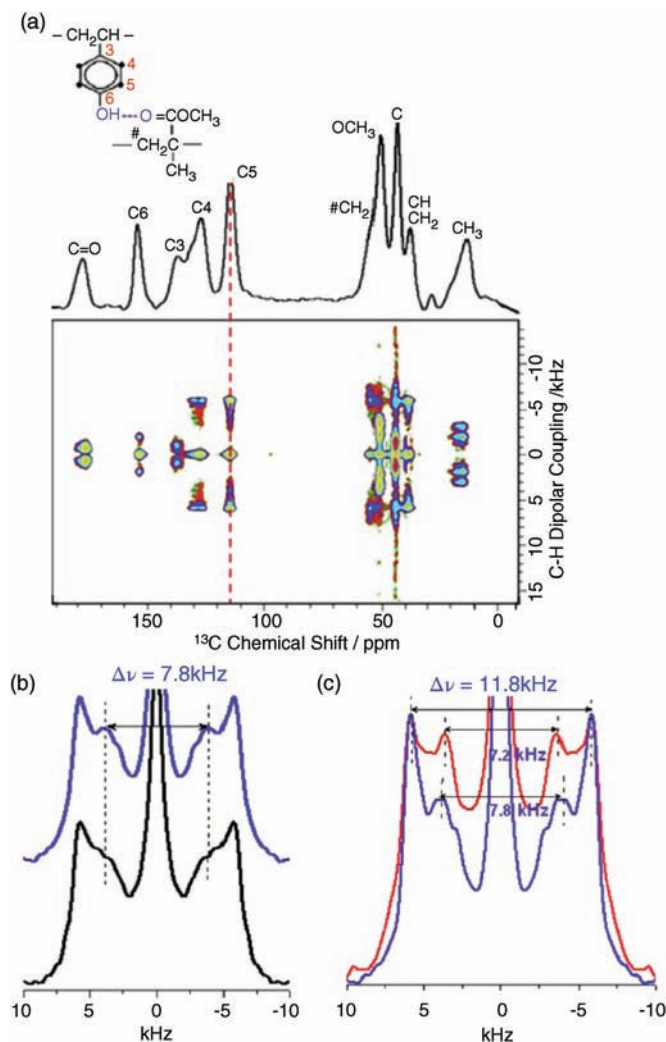 (a)
– CH₂CH –
3
4
5
6
OH---O =COCH₃
#
— CH₂C —
CH₃
C=O
C6
C3
C4
C5
#CH₂
OCH₃
C
CH
CH₂
CH₃
-10
-5
0
5
10
15
C-H Dipolar Coupling /kHz
150
100
50
0
¹³C Chemical Shift / ppm
(b)
Δν = 7.8kHz
10
5
0
-5
-10
kHz
(c)
Δν = 11.8kHz
7.2 kHz
7.8 kHz
10
5
0
-5
-10
kHz